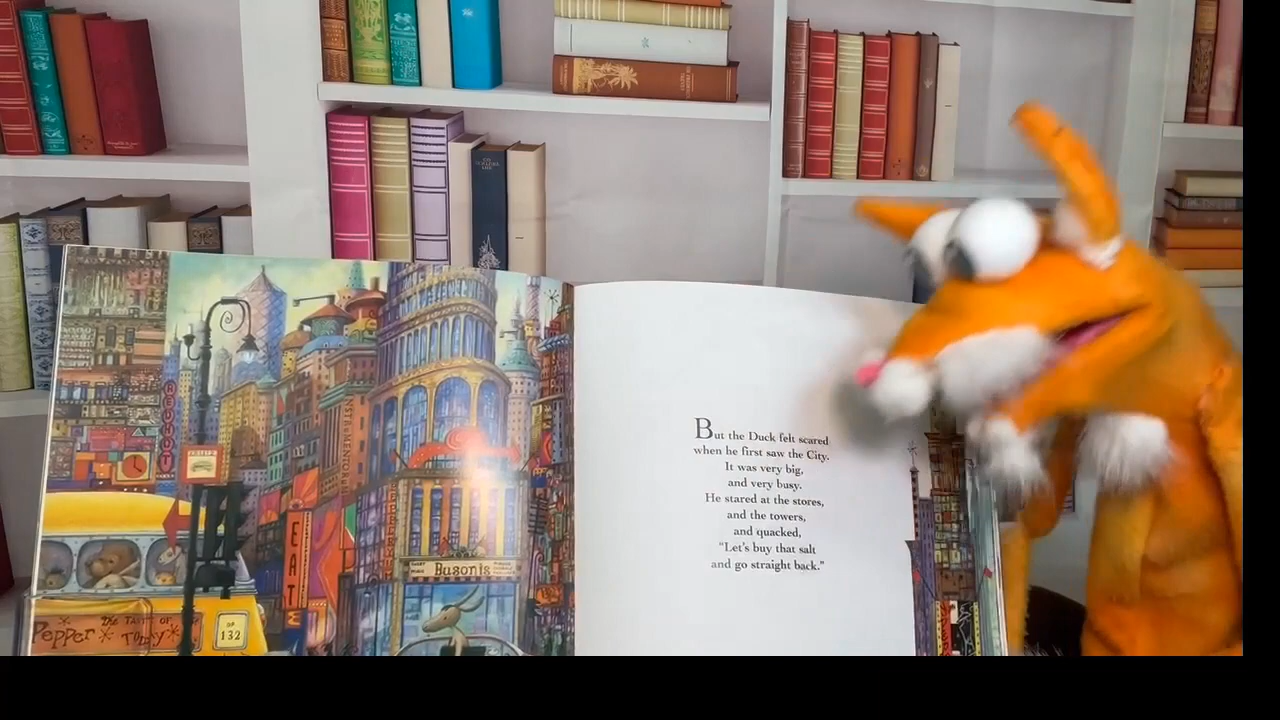 EATE
Busonis
Pepper
THE TASTE OF
TODAY
132
But the Duck felt scared
when he first saw the City.
It was very big,
and very busy.
He stared at the stores,
and the towers,
and quacked,
“Let’s buy that salt
and go straight back.”